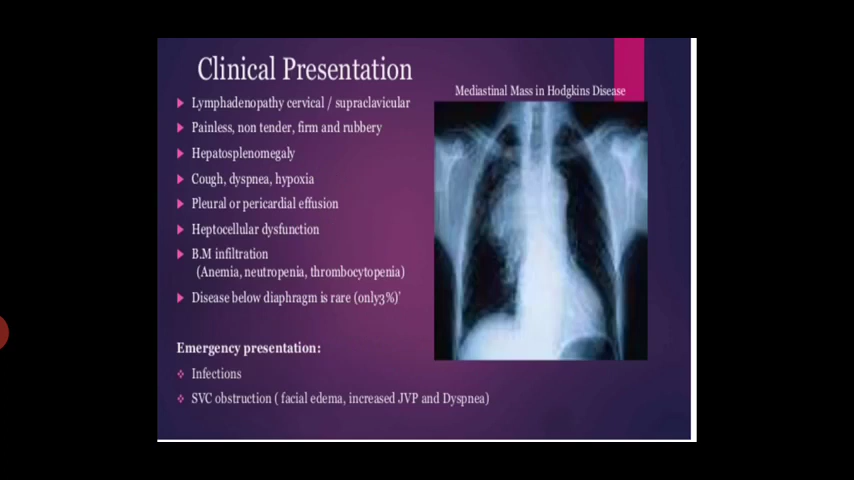 Clinical Presentation
Mediastinal Mass in Hodgkins Disease
Lymphadenopathy cervical / supraclavicular
Painless, non tender, firm and rubbery
Hepatosplenomegaly
Cough, dyspnea, hypoxia
Pleural or pericardial effusion
Heptocellular dysfunction
B.M infiltration
(Anemia, neutropenia, thrombocytopenia)
Disease below diaphragm is rare (only3%)'
Emergency presentation:
Infections
SVC obstruction ( facial edema, increased JVP and Dyspnea)